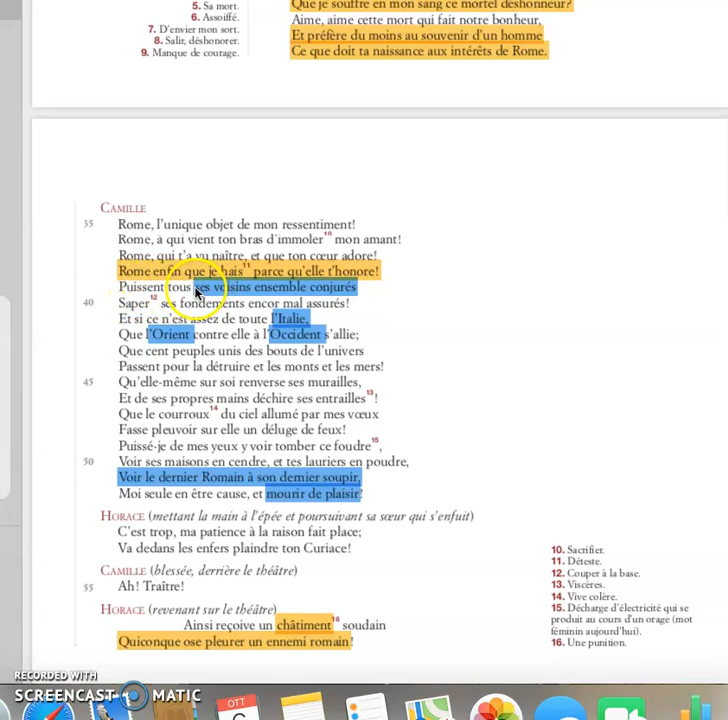 5. Sa mort.
6. Assoiffé.
7. D'envier mon sort.
8. Salir, déshonorer.
9. Manque de courage.
Que je souffre en mon sang ce mortel déshonneur?
Aime, aime cette mort qui fait notre bonheur,
Et préfère du moins au souvenir d'un homme
Ce que doit ta naissance aux intérêts de Rome.
CAMILLE
35 Rome, l'unique objet de mon ressentiment!
Rome, à qui vient ton bras d'immoler10 mon amant!
Rome, qui t'a vu naître, et que ton cœur adore!
Rome enfin que je hais11 parce qu'elle t'honore!
Puissent tous ses voisins ensemble conjurés
40 Saper12 ses fondements encor mal assurés!
Et si ce n'est assez de toute l'Italie,
Que l'Orient contre elle à l'Occident s'allie;
Que cent peuples unis des bouts de l'univers
Passent pour la détruire et les monts et les mers!
45 Qu'elle-même sur soi renverse ses murailles,
Et de ses propres mains déchire ses entrailles13!
Que le courroux14 du ciel allumé par mes vœux
Fasse pleuvoir sur elle un déluge de feux!
Puissé-je de mes yeux y voir tomber ce foudre15,
50 Voir ses maisons en cendre, et tes lauriers en poudre,
Voir le dernier Romain à son dernier soupir,
Moi seule en être cause, et mourir de plaisir!
HORACE (mettant la main à l'épée et poursuivant sa sœur qui s'enfuit)
C'est trop, ma patience à la raison fait place;
Va dedans les enfers plaindre ton Curiace!
CAMILLE (blessée, derrière le théâtre)
55 Ah! Traître!
HORACE (revenant sur le théâtre)
Ainsi reçoive un châtiment16 soudain
Quiconque ose pleurer un ennemi romain!
10. Sacrifier.
11. Déteste.
12. Couper à la base.
13. Viscères.
14. Vive colère.
15. Décharge d'électricité qui se
produit au cours d'un orage (mot
féminin aujourd'hui).
16. Une punition.
RECORDED WITH
SCREENCAST MATIC
OTT